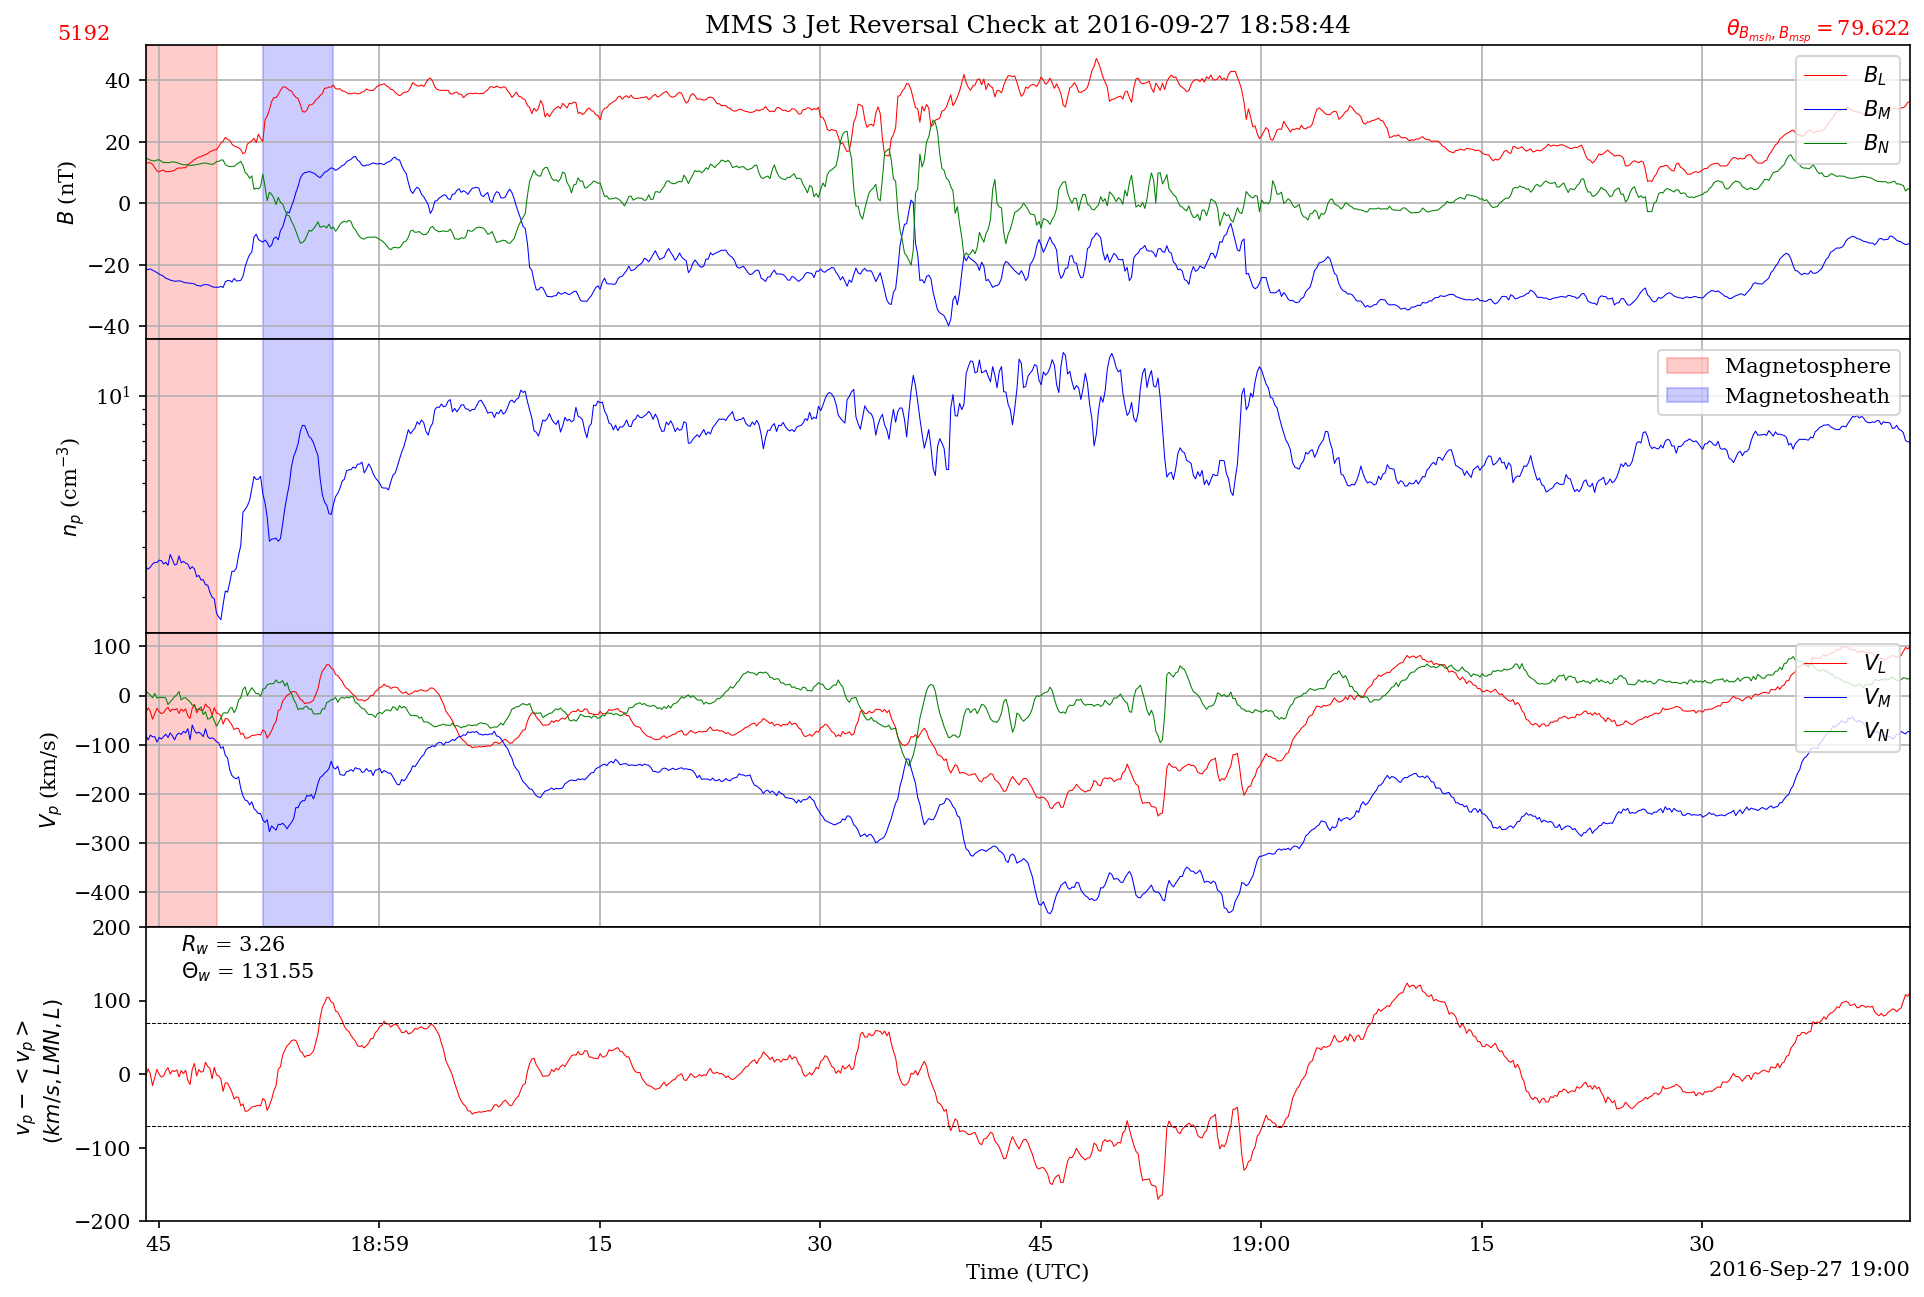 MMS 3 Jet Reversal Check at 2016-09-27 18:58:44
5192
θ_{B_{msh}, B_{msp}} = 79.622
40
20
0
−20
−40
B (nT)
B_L
B_M
B_N
10^1
n_p (cm^{−3})
Magnetosphere
Magnetosheath
100
0
−100
−200
−300
−400
V_p (km/s)
V_L
V_M
V_N
200
100
0
−100
−200
v_p − < v_p >
(km/s, LMN, L)
R_w = 3.26
Θ_w = 131.55
45 18:59 15 30 45 19:00 15 30
Time (UTC)
2016-Sep-27 19:00